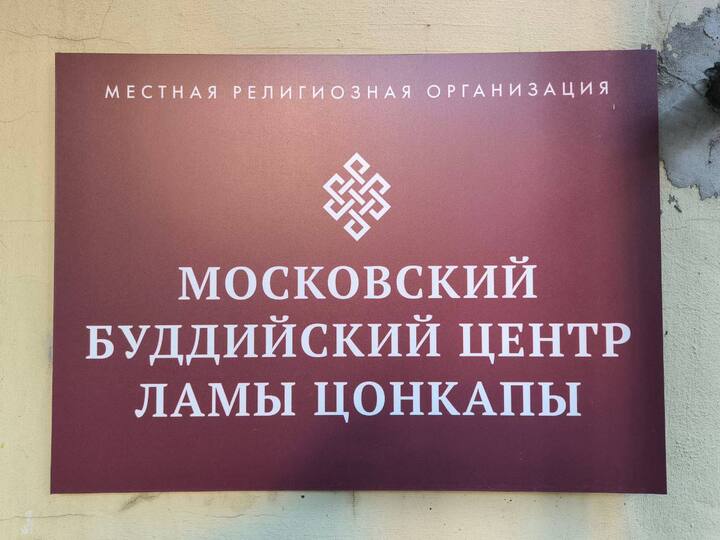 МЕСТНАЯ РЕЛИГИОЗНАЯ ОРГАНИЗАЦИЯ
МОСКОВСКИЙ
БУДДИЙСКИЙ ЦЕНТР
ЛАМЫ ЦОНКАПЫ